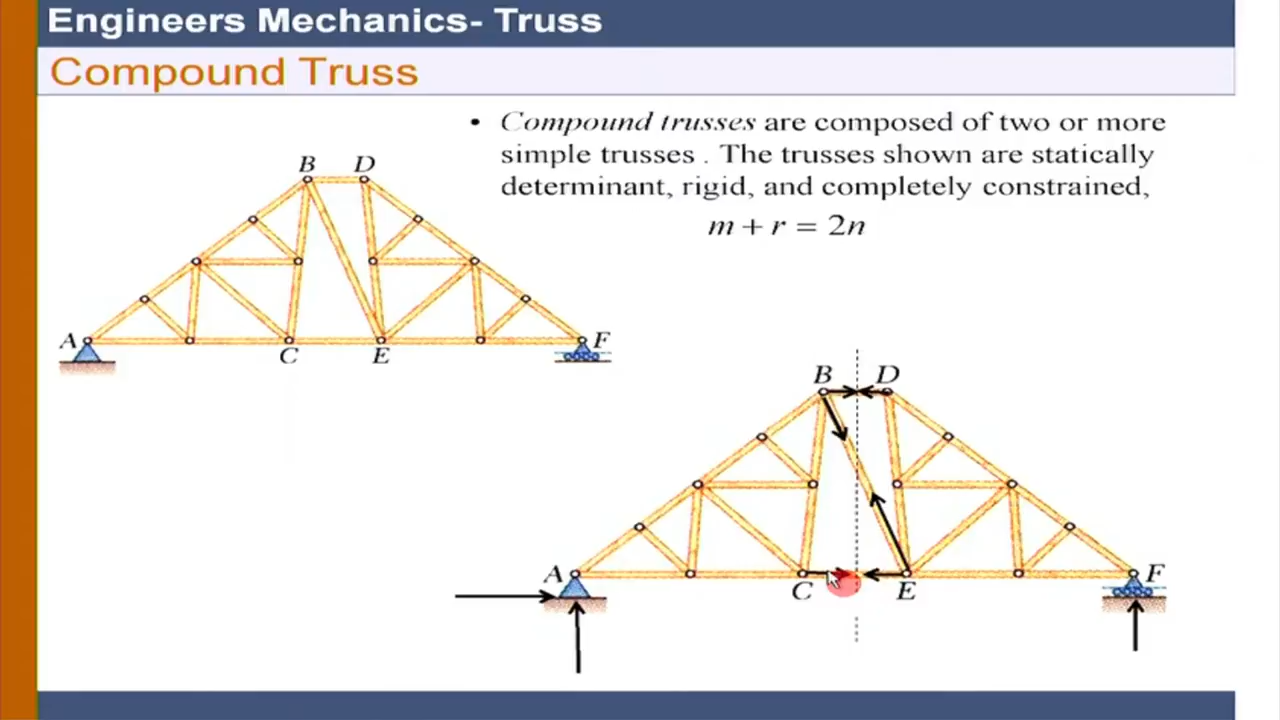 Engineers Mechanics- Truss
Compound Truss
• Compound trusses are composed of two or more
simple trusses . The trusses shown are statically
determinant, rigid, and completely constrained,
m + r = 2n
B D
A F
C E
B D
A F
C E